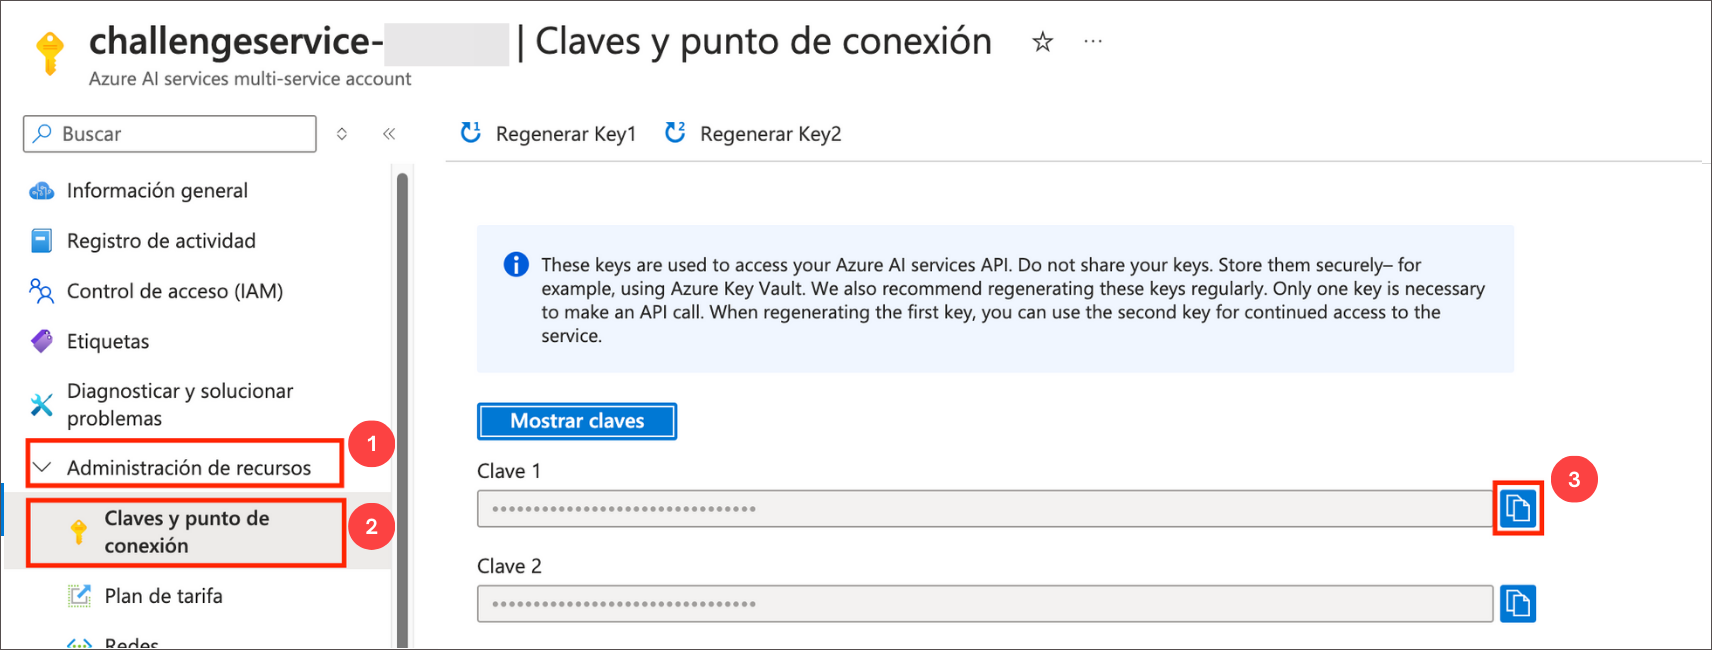 challengeservice- | Claves y punto de conexión
Azure AI services multi-service account
Buscar
Regenerar Key1
Regenerar Key2
Información general
Registro de actividad
Control de acceso (IAM)
Etiquetas
Diagnosticar y solucionar
problemas
Administración de recursos
1
Claves y punto de
conexión
2
Plan de tarifa
Redes
These keys are used to access your Azure AI services API. Do not share your keys. Store them securely– for
example, using Azure Key Vault. We also recommend regenerating these keys regularly. Only one key is necessary
to make an API call. When regenerating the first key, you can use the second key for continued access to the
service.
Mostrar claves
Clave 1
3
Clave 2